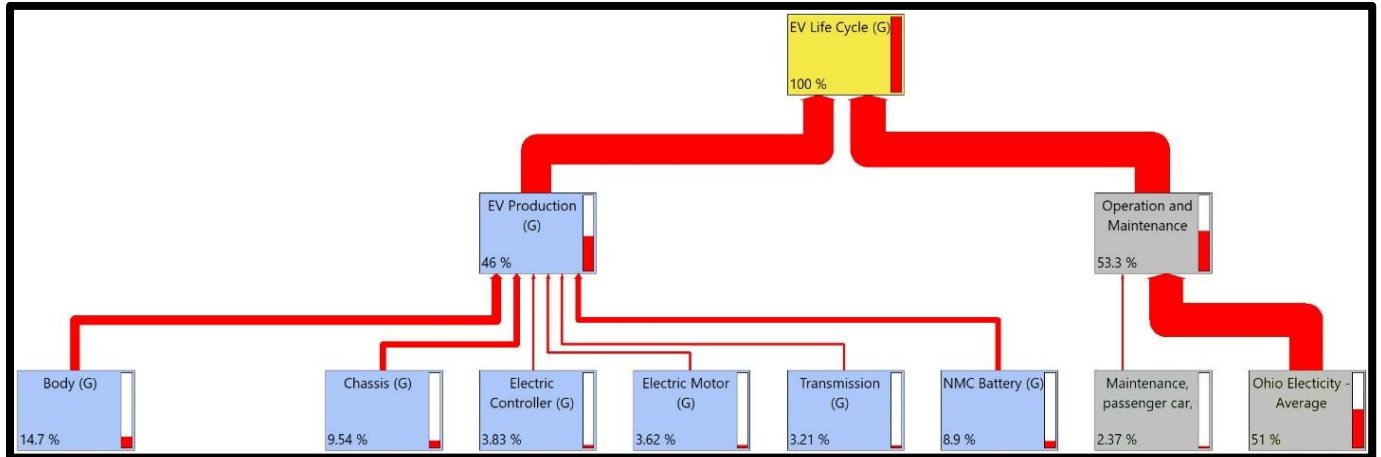 EV Life Cycle (G)
100 %
EV Production
(G)
46 %
Operation and
Maintenance
53.3 %
Body (G)
14.7 %
Chassis (G)
9.54 %
Electric
Controller (G)
3.83 %
Electric Motor
(G)
3.62 %
Transmission
(G)
3.21 %
NMC Battery (G)
8.9 %
Maintenance,
passenger car,
2.37 %
Ohio Electicity -
Average
51 %